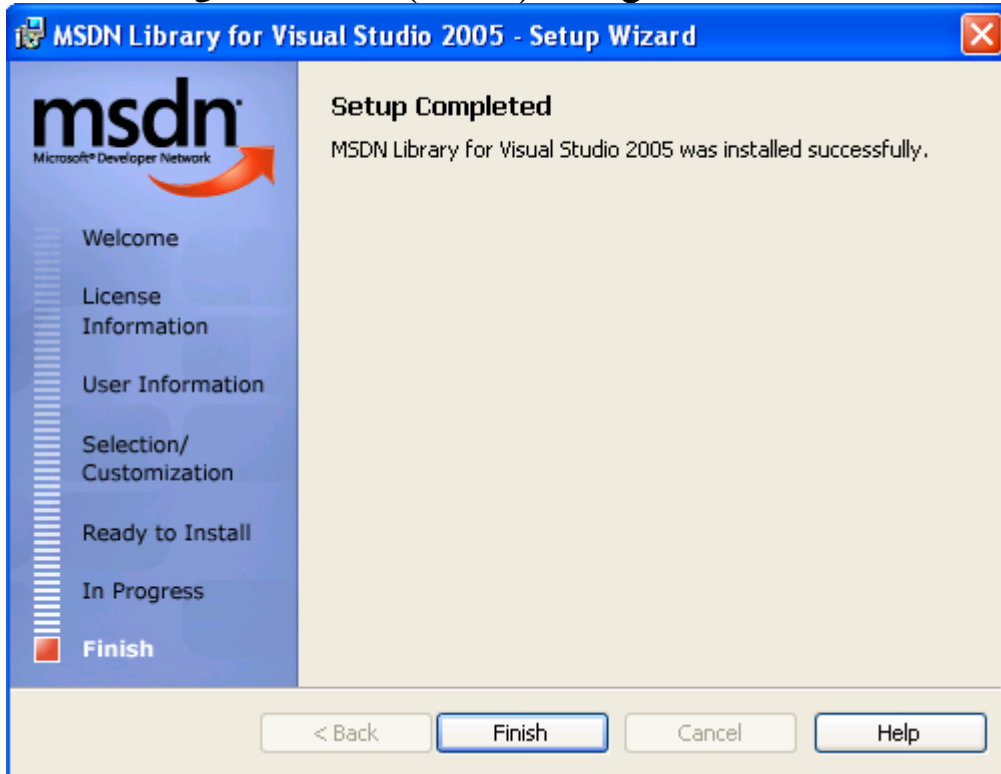 MSDN Library for Visual Studio 2005 - Setup Wizard
msdn
Microsoft® Developer Network
Setup Completed
MSDN Library for Visual Studio 2005 was installed successfully.
Welcome
License
Information
User Information
Selection/
Customization
Ready to Install
In Progress
Finish
< Back
Finish
Cancel
Help